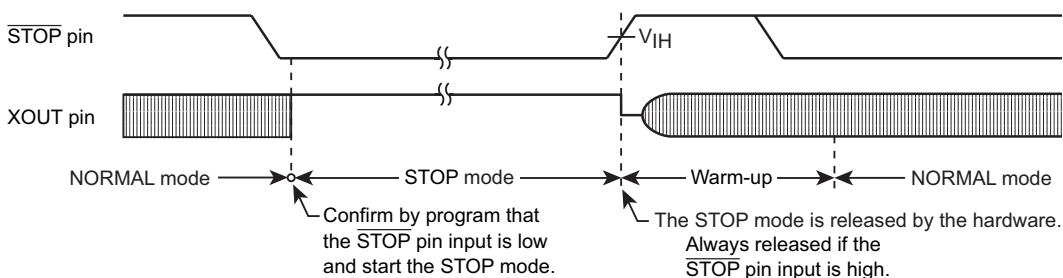 STOP pin
VIH
XOUT pin
NORMAL mode
STOP mode
Warm-up
NORMAL mode
Confirm by program that
the STOP pin input is low
and start the STOP mode.
The STOP mode is released by the hardware.
Always released if the
STOP pin input is high.